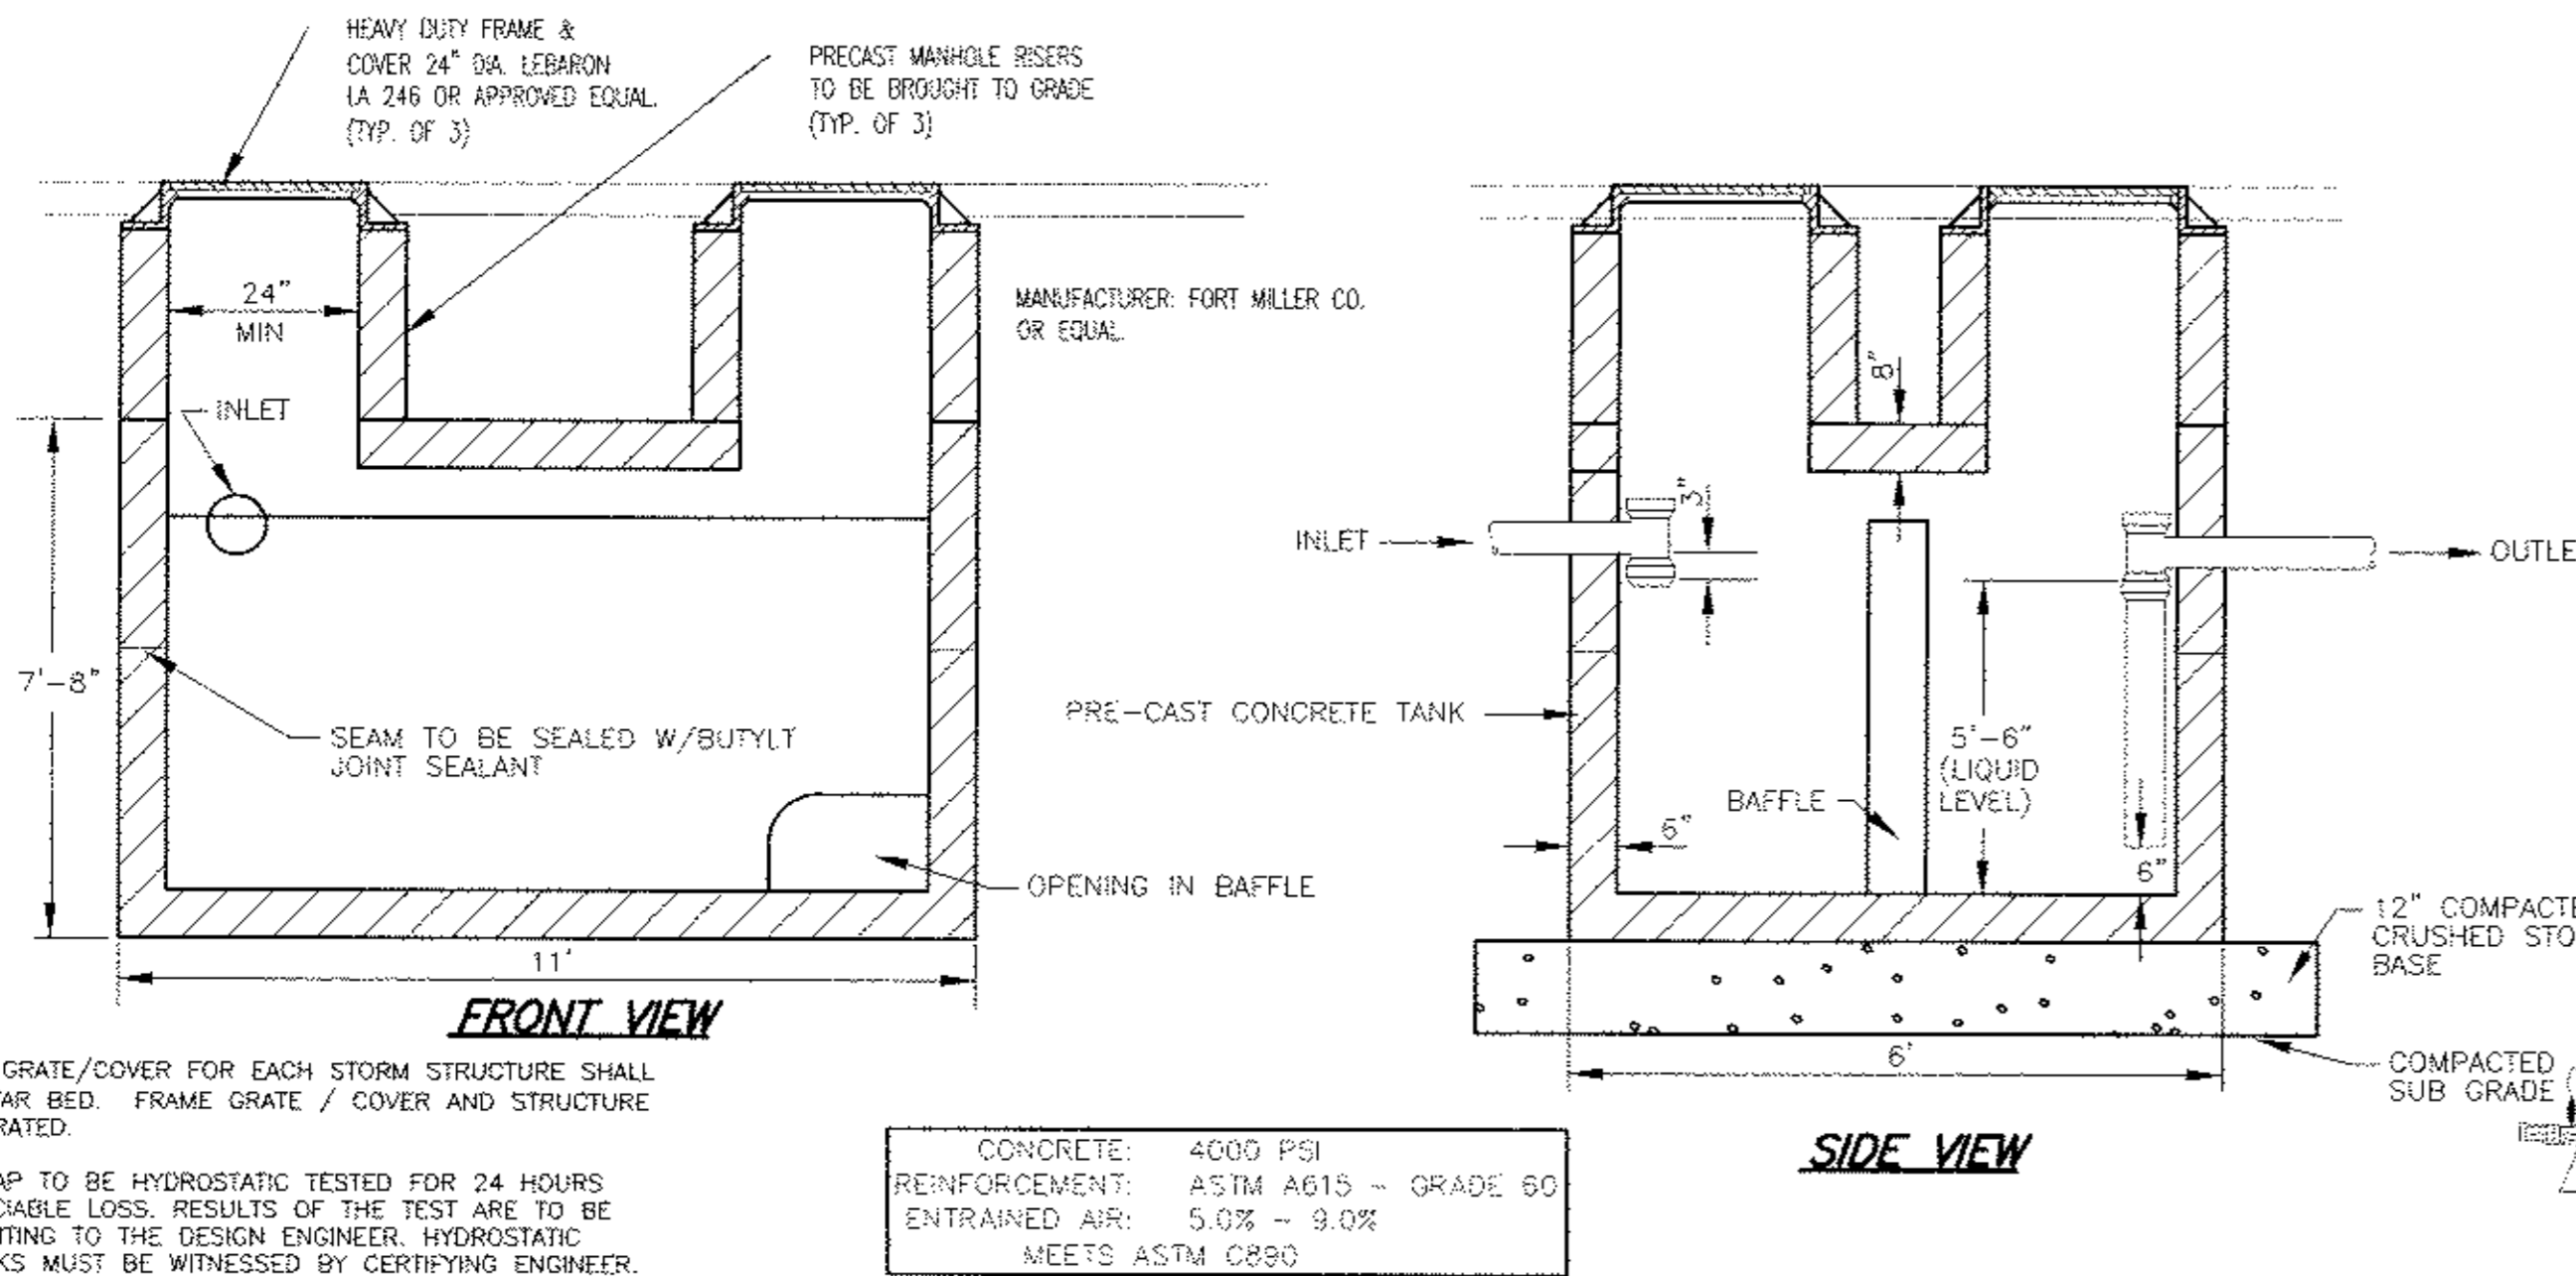 HEAVY DUTY FRAME &
COVER 24" DIA. LEBARON
LA 246 OR APPROVED EQUAL.
(TYP. OF 3)
PRECAST MANHOLE RISERS
TO BE BROUGHT TO GRADE
(TYP. OF 3)
24"
MIN
MANUFACTURER: FORT MILLER CO.
OR EQUAL.
INLET
7'-8"
SEAM TO BE SEALED W/BUTYLT
JOINT SEALANT
OPENING IN BAFFLE
11'
FRONT VIEW
8"
3"
INLET
OUTLE
PRE-CAST CONCRETE TANK
5'-6"
(LIQUID
LEVEL)
BAFFLE
6"
6"
12" COMPACTE
CRUSHED STO
BASE
6'
COMPACTED
SUB GRADE
SIDE VIEW
GRATE/COVER FOR EACH STORM STRUCTURE SHALL
TAR BED. FRAME GRATE / COVER AND STRUCTURE
RATED.
AP TO BE HYDROSTATIC TESTED FOR 24 HOURS
CIABLE LOSS. RESULTS OF THE TEST ARE TO BE
ITING TO THE DESIGN ENGINEER. HYDROSTATIC
KS MUST BE WITNESSED BY CERTIFYING ENGINEER.
CONCRETE: 4000 PSI
REINFORCEMENT: ASTM A615 - GRADE 60
ENTRAINED AIR: 5.0% - 9.0%
MEETS ASTM C890